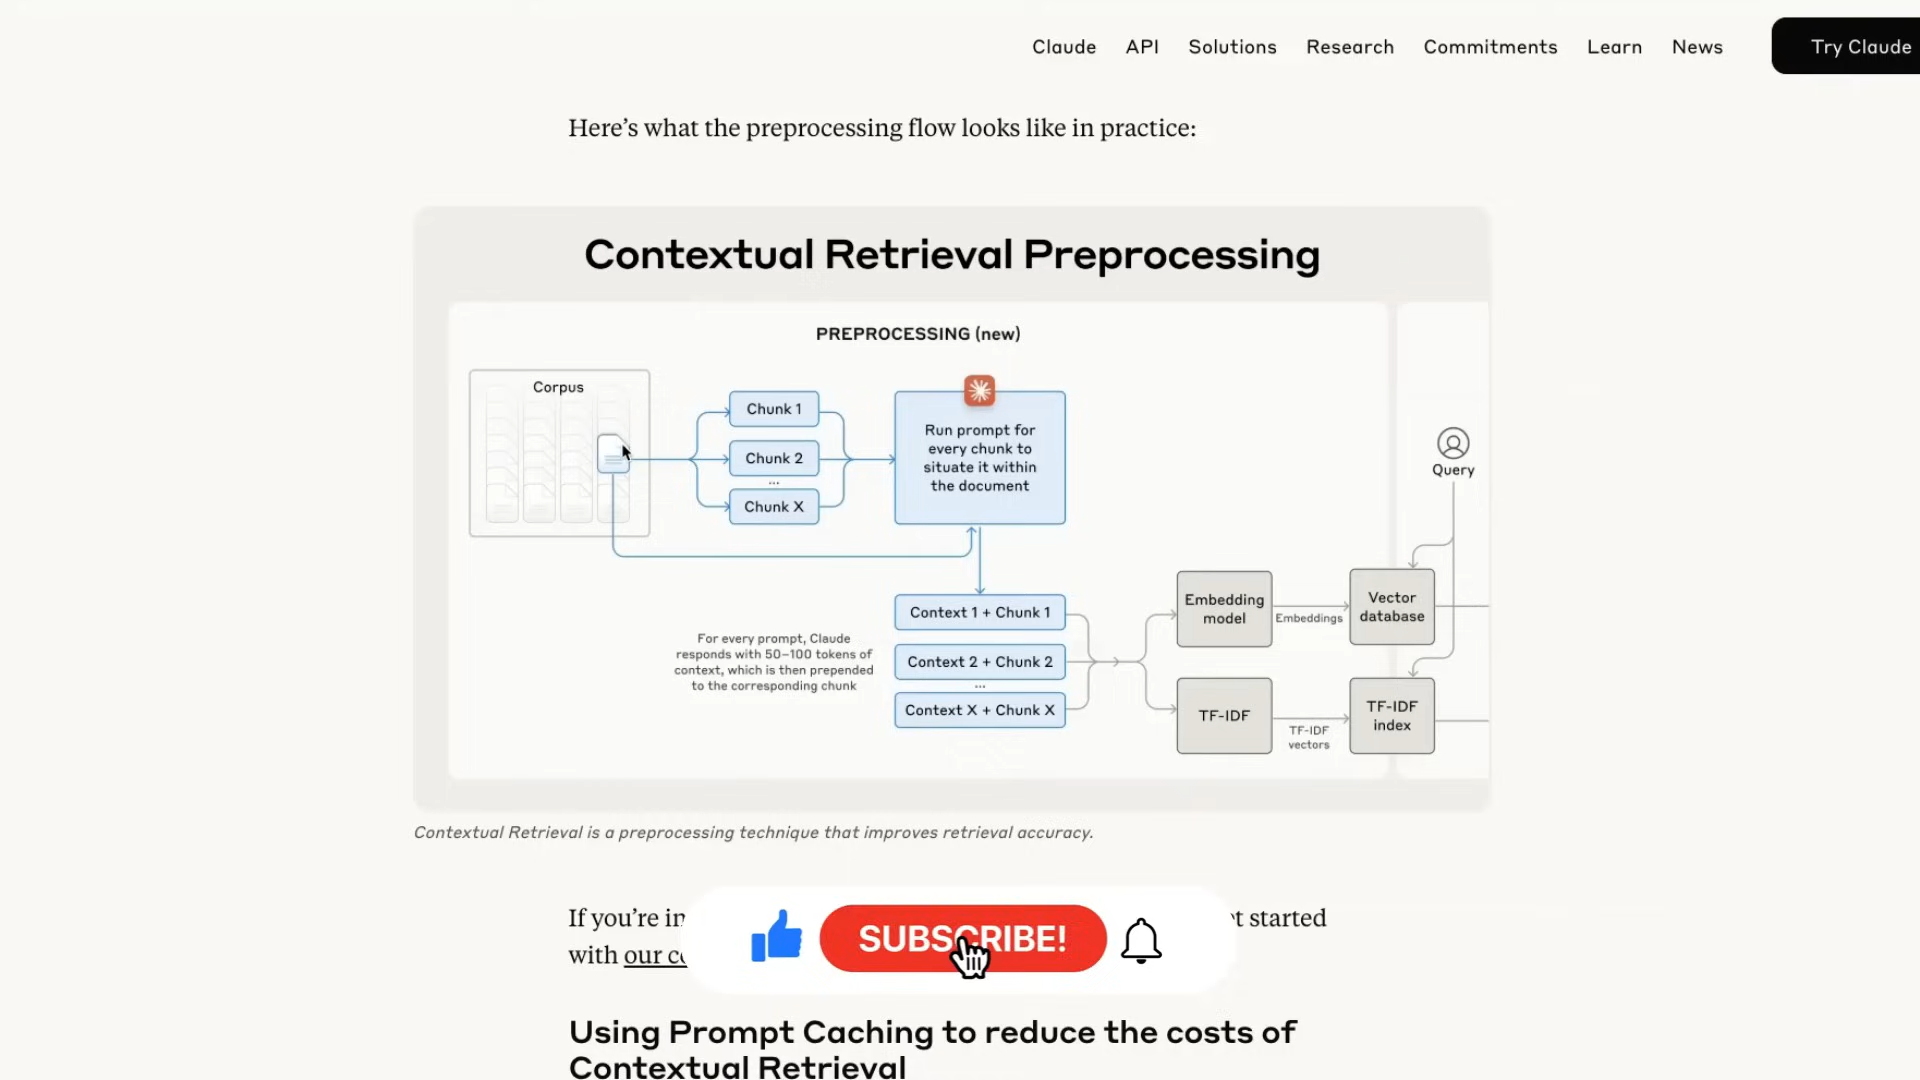 Claude API Solutions Research Commitments Learn News Try Claude
Here’s what the preprocessing flow looks like in practice:
Contextual Retrieval Preprocessing
PREPROCESSING (new)
Corpus
Chunk 1
Chunk 2
...
Chunk X
Run prompt for
every chunk to
situate it within
the document
Query
Context 1 + Chunk 1
Context 2 + Chunk 2
...
Context X + Chunk X
For every prompt, Claude
responds with 50–100 tokens of
context, which is then prepended
to the corresponding chunk
Embedding
model
Embeddings
Vector
database
TF-IDF
TF-IDF
vectors
TF-IDF
index
Contextual Retrieval is a preprocessing technique that improves retrieval accuracy.
If you’re in
started
with our
SUBSCRIBE!
Using Prompt Caching to reduce the costs of
Contextual Retrieval